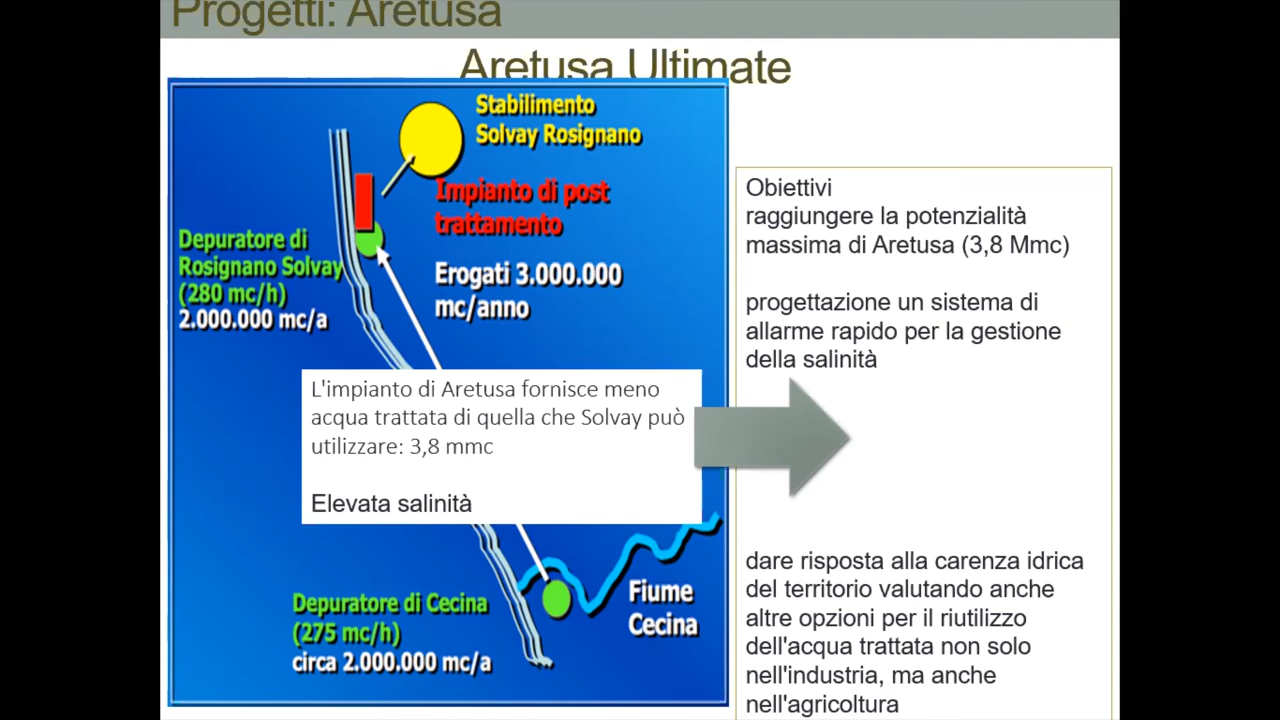 Progetti: Aretusa
Aretusa Ultimate
Stabilimento
Solvay Rosignano
Impianto di post
trattamento
Depuratore di
Rosignano Solvay
(280 mc/h)
2.000.000 mc/a
Erogati 3.000.000
mc/anno
L'impianto di Aretusa fornisce meno
acqua trattata di quella che Solvay può
utilizzare: 3,8 mmc
Elevata salinità
Fiume
Cecina
Depuratore di Cecina
(275 mc/h)
circa 2.000.000 mc/a
Obiettivi
raggiungere la potenzialità
massima di Aretusa (3,8 Mmc)
progettazione un sistema di
allarme rapido per la gestione
della salinità
dare risposta alla carenza idrica
del territorio valutando anche
altre opzioni per il riutilizzo
dell'acqua trattata non solo
nell'industria, ma anche
nell'agricoltura